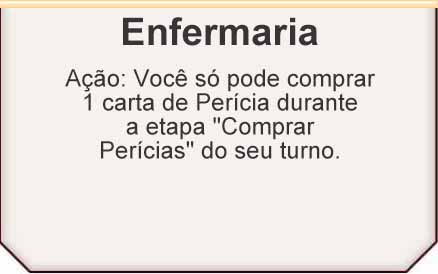 Enfermaria
Ação: Você só pode comprar
1 carta de Perícia durante
a etapa "Comprar
Perícias" do seu turno.